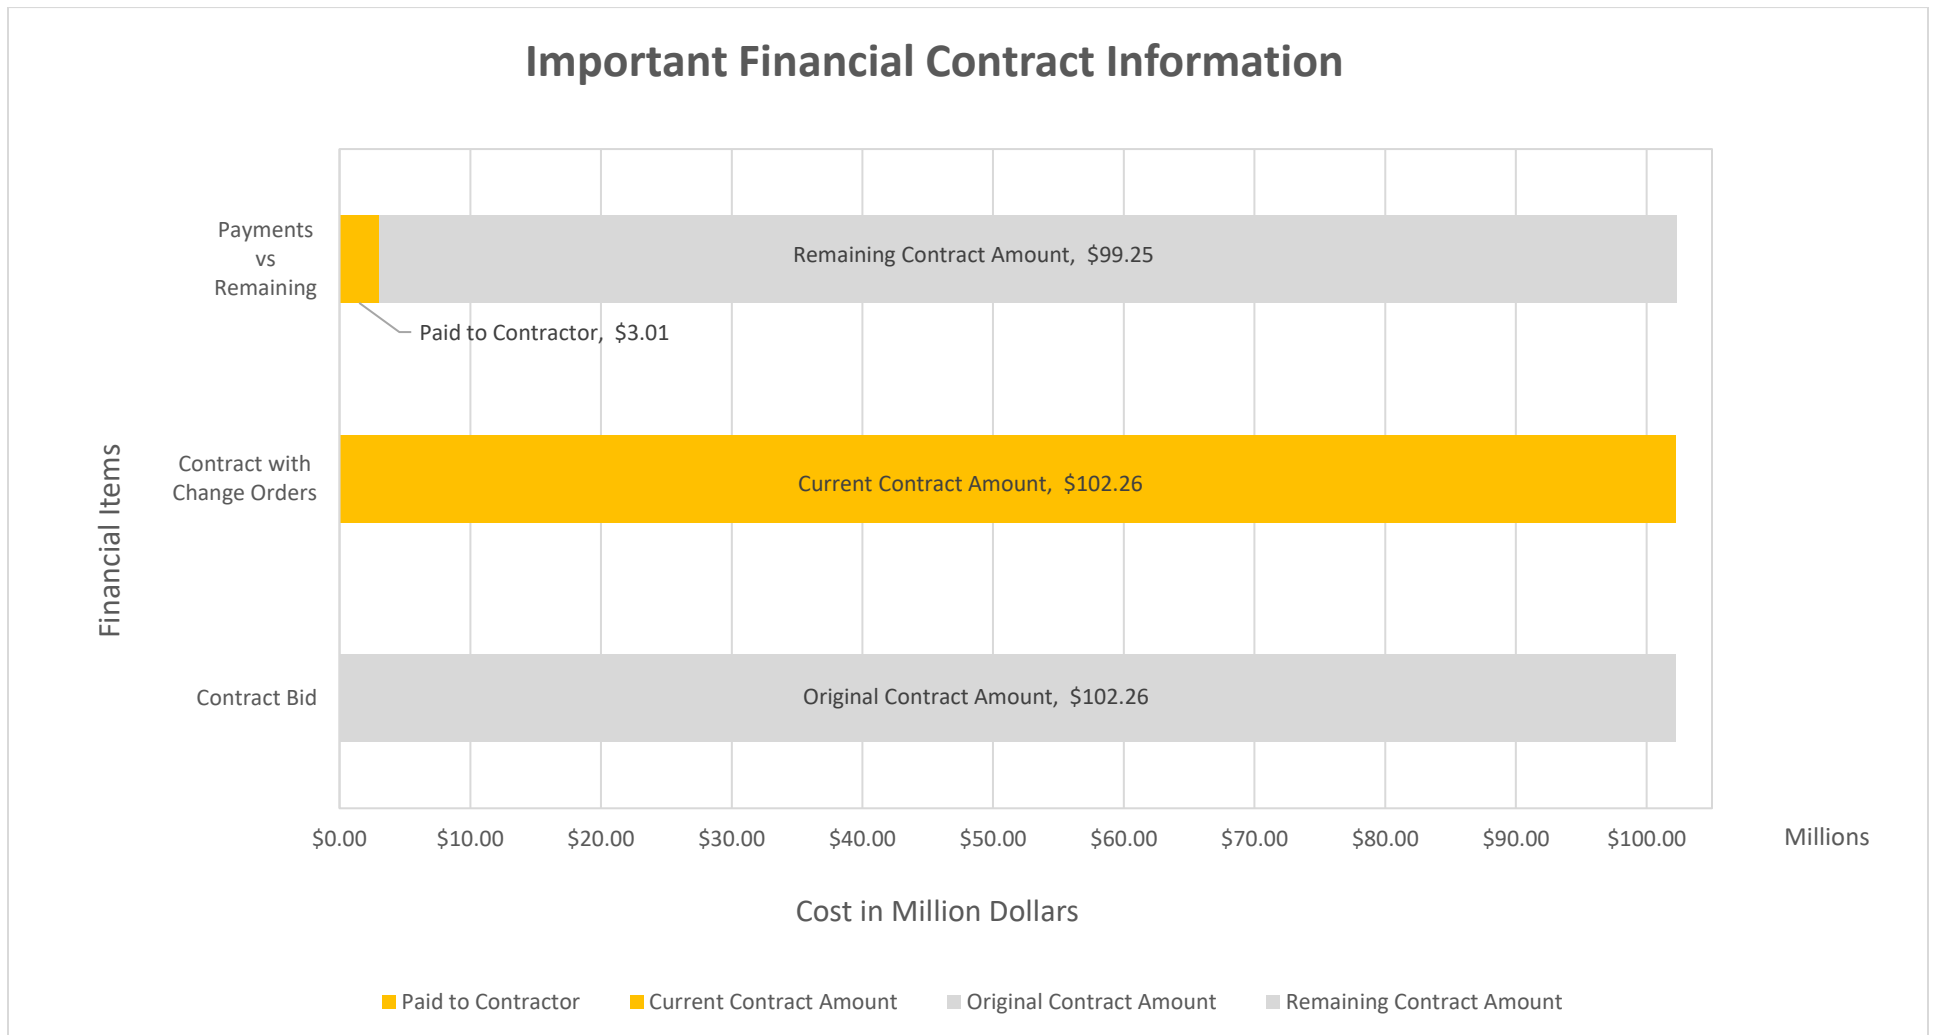 Important Financial Contract Information
Payments
vs
Remaining
Remaining Contract Amount,  $99.25
Paid to Contractor,  $3.01
Financial Items
Contract with
Change Orders
Current Contract Amount,  $102.26
Contract Bid
Original Contract Amount,  $102.26
$0.00 $10.00 $20.00 $30.00 $40.00 $50.00 $60.00 $70.00 $80.00 $90.00 $100.00 Millions
Cost in Million Dollars
Paid to Contractor Current Contract Amount Original Contract Amount Remaining Contract Amount